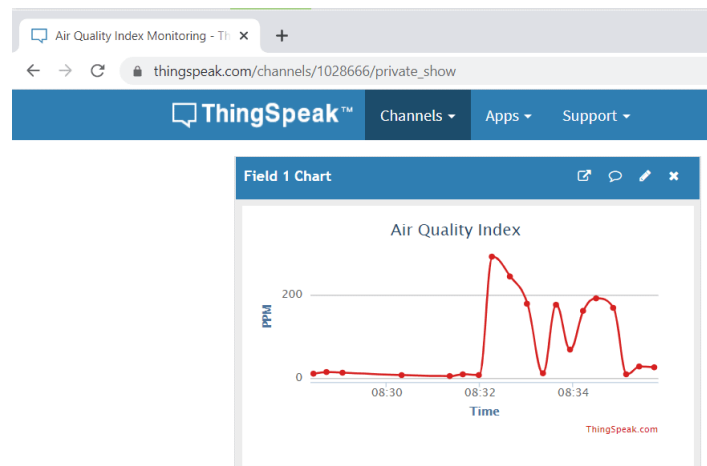 Air Quality Index Monitoring - Th
thingspeak.com/channels/1028666/private_show
ThingSpeak™ Channels Apps Support
Field 1 Chart
Air Quality Index
200
PPM
0
08:30 08:32 08:34
Time
ThingSpeak.com